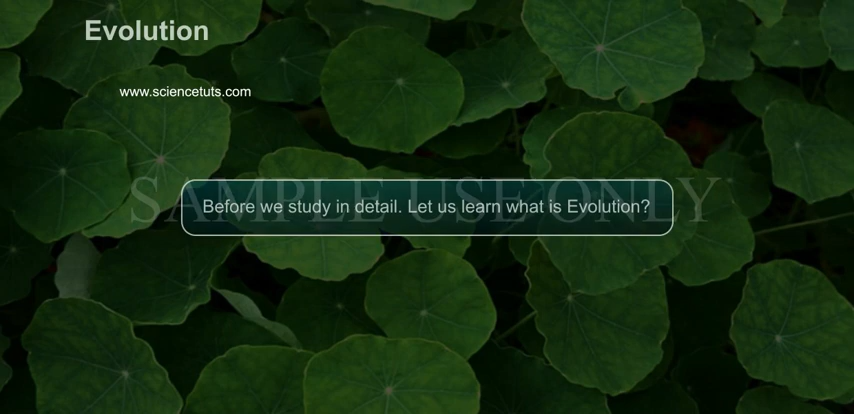 Evolution
www.sciencetuts.com
SAMPLE USE ONLY
Before we study in detail. Let us learn what is Evolution?